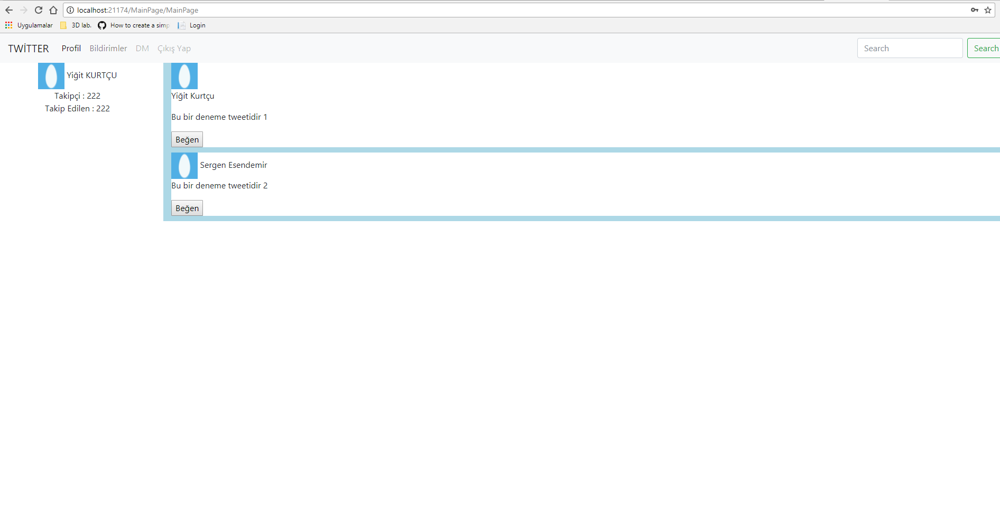 localhost:21174/MainPage/MainPage
Uygulamalar 3D lab. How to create a simp Login
TWİTTER Profil Bildirimler DM Çıkış Yap Search Search
Yiğit KURTÇU
Takipçi : 222
Takip Edilen : 222
Yiğit Kurtçu
Bu bir deneme tweetidir 1
Beğen
Sergen Esendemir
Bu bir deneme tweetidir 2
Beğen